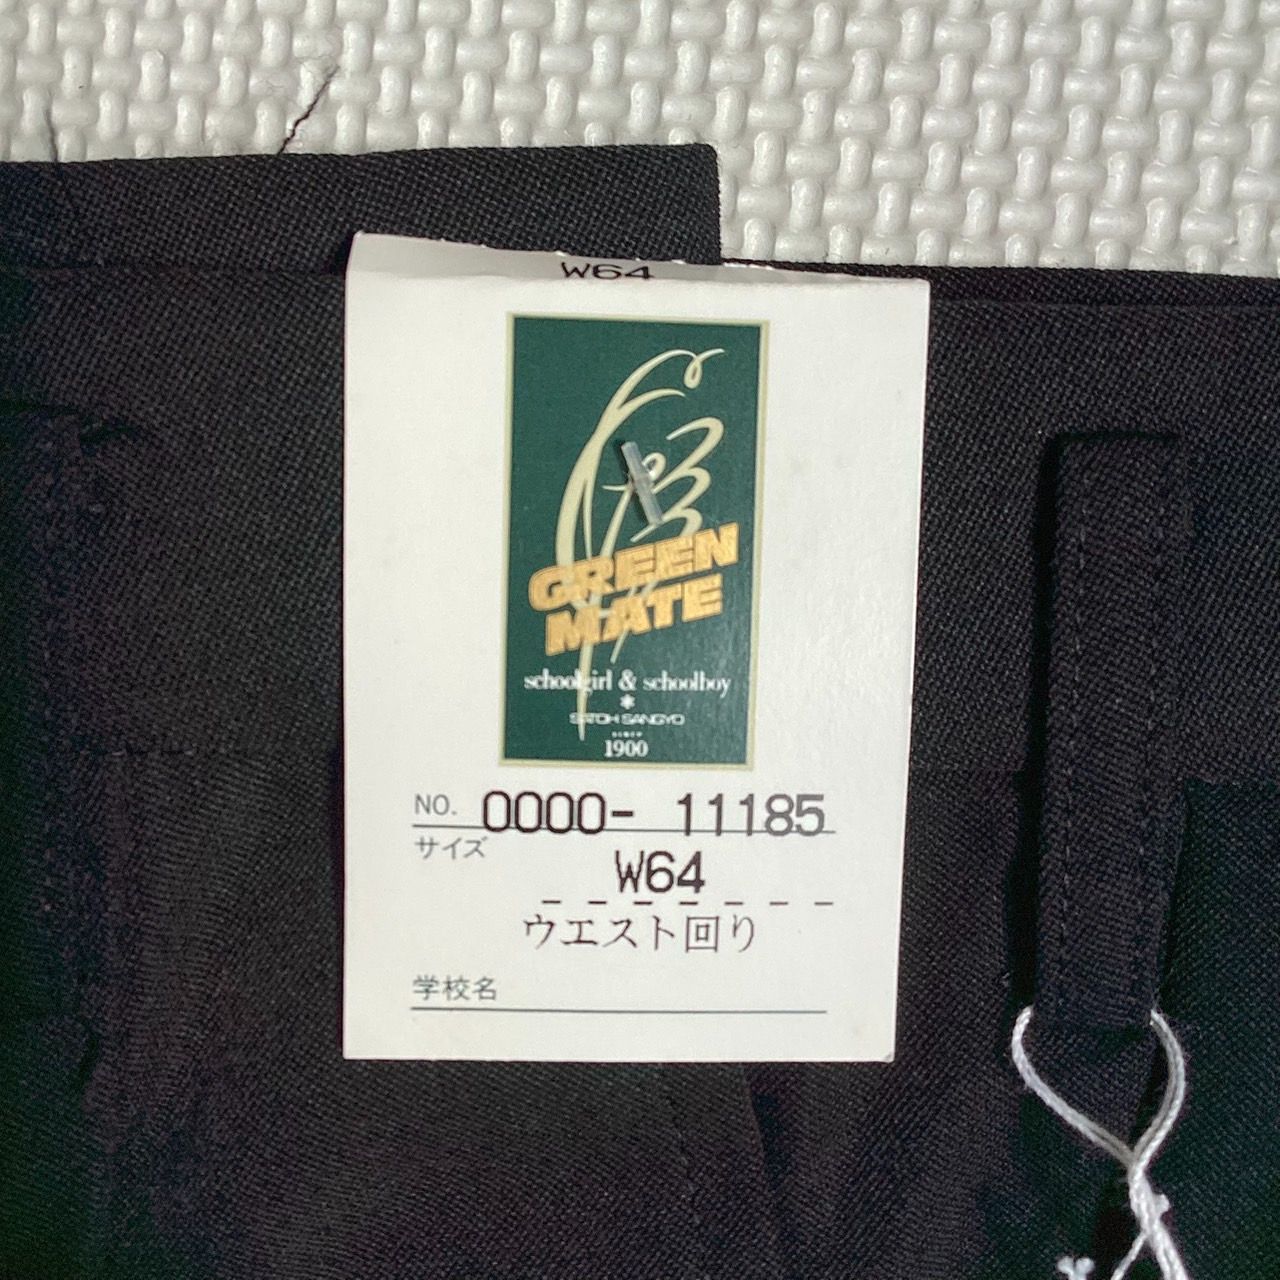 W64
GREEN
MATE
schoolgirl & schoolboy
SATOH SANGYO
SINCE
1900
NO. 0000- 11185
サイズ
W64
ウエスト回り
学校名